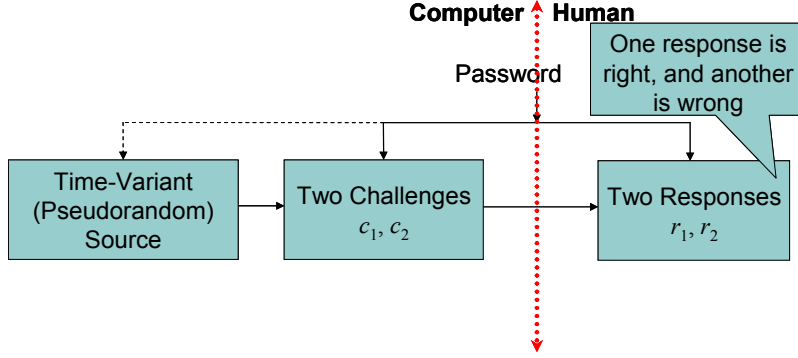 Computer Human
One response is
right, and another
is wrong
Password
Time-Variant
(Pseudorandom)
Source
Two Challenges
c₁, c₂
Two Responses
r₁, r₂